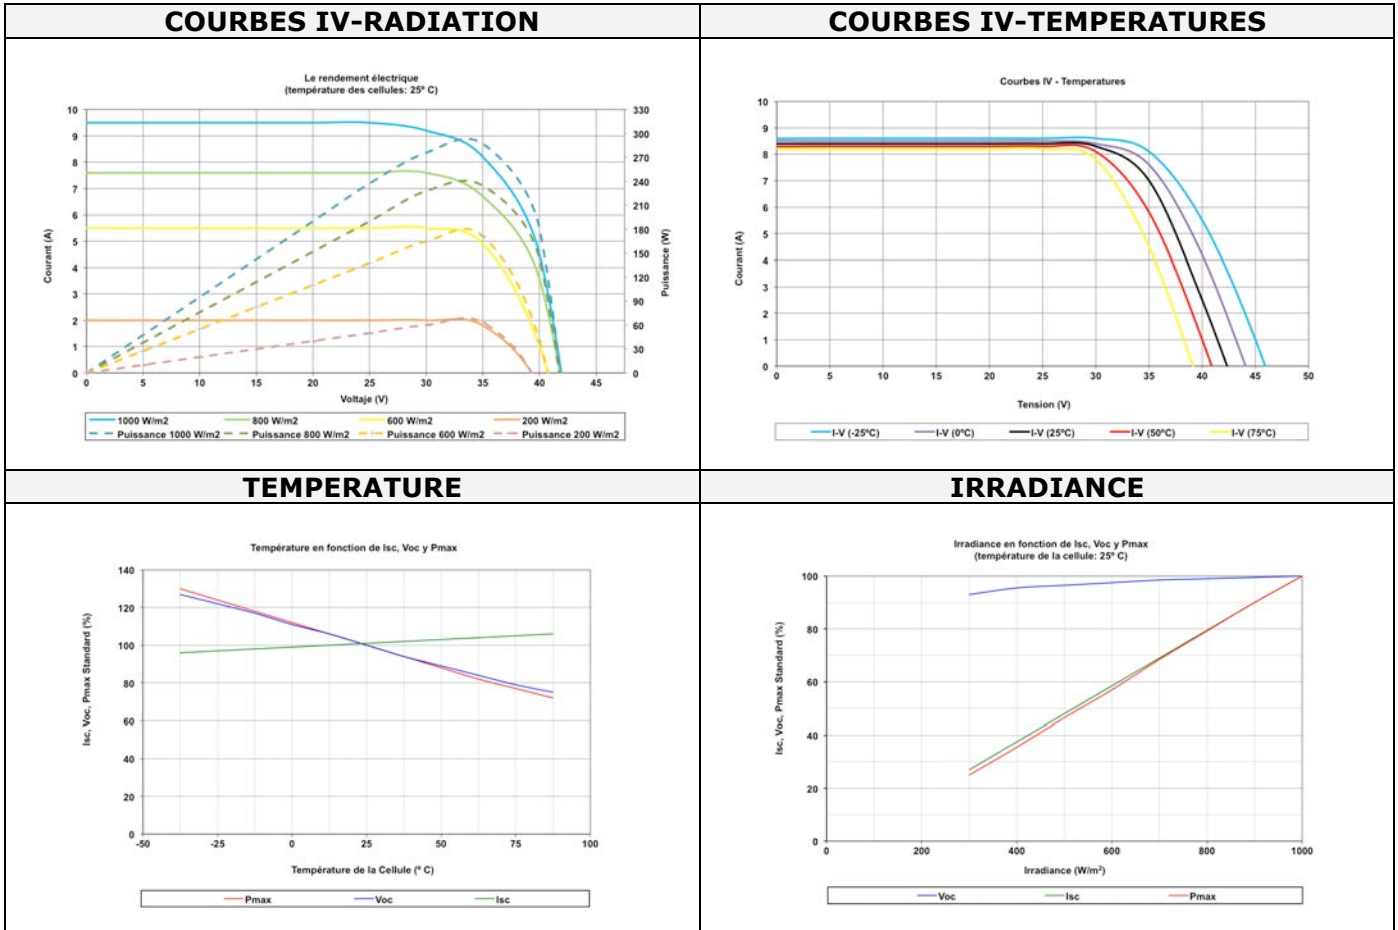 COURBES IV-RADIATION
COURBES IV-TEMPERATURES
Le rendement électrique
(température des cellules: 25º C)
10
9
8
7
6
5
4
3
2
1
0
Courant (A)
330
300
270
240
210
180
150
120
90
60
30
0
Puissance (W)
0 5 10 15 20 25 30 35 40 45
Voltaje (V)
1000 W/m2 800 W/m2 600 W/m2 200 W/m2
Puissance 1000 W/m2 Puissance 800 W/m2 Puissance 600 W/m2 Puissance 200 W/m2
Courbes IV - Temperatures
10
9
8
7
6
5
4
3
2
1
0
Courant (A)
0 5 10 15 20 25 30 35 40 45 50
Tension (V)
I-V (-25ºC) I-V (0ºC) I-V (25ºC) I-V (50ºC) I-V (75ºC)
TEMPERATURE
IRRADIANCE
Température en fonction de Isc, Voc y Pmax
140
120
100
80
60
40
20
0
Isc, Voc, Pmax Standard (%)
-50 -25 0 25 50 75 100
Température de la Cellule (º C)
Pmax Voc Isc
Irradiance en fonction de Isc, Voc y Pmax
(température de la cellule: 25º C)
100
80
60
40
20
0
Isc, Voc, Pmax Standard (%)
0 200 400 600 800 1000
Irradiance (W/m²)
Voc Isc Pmax